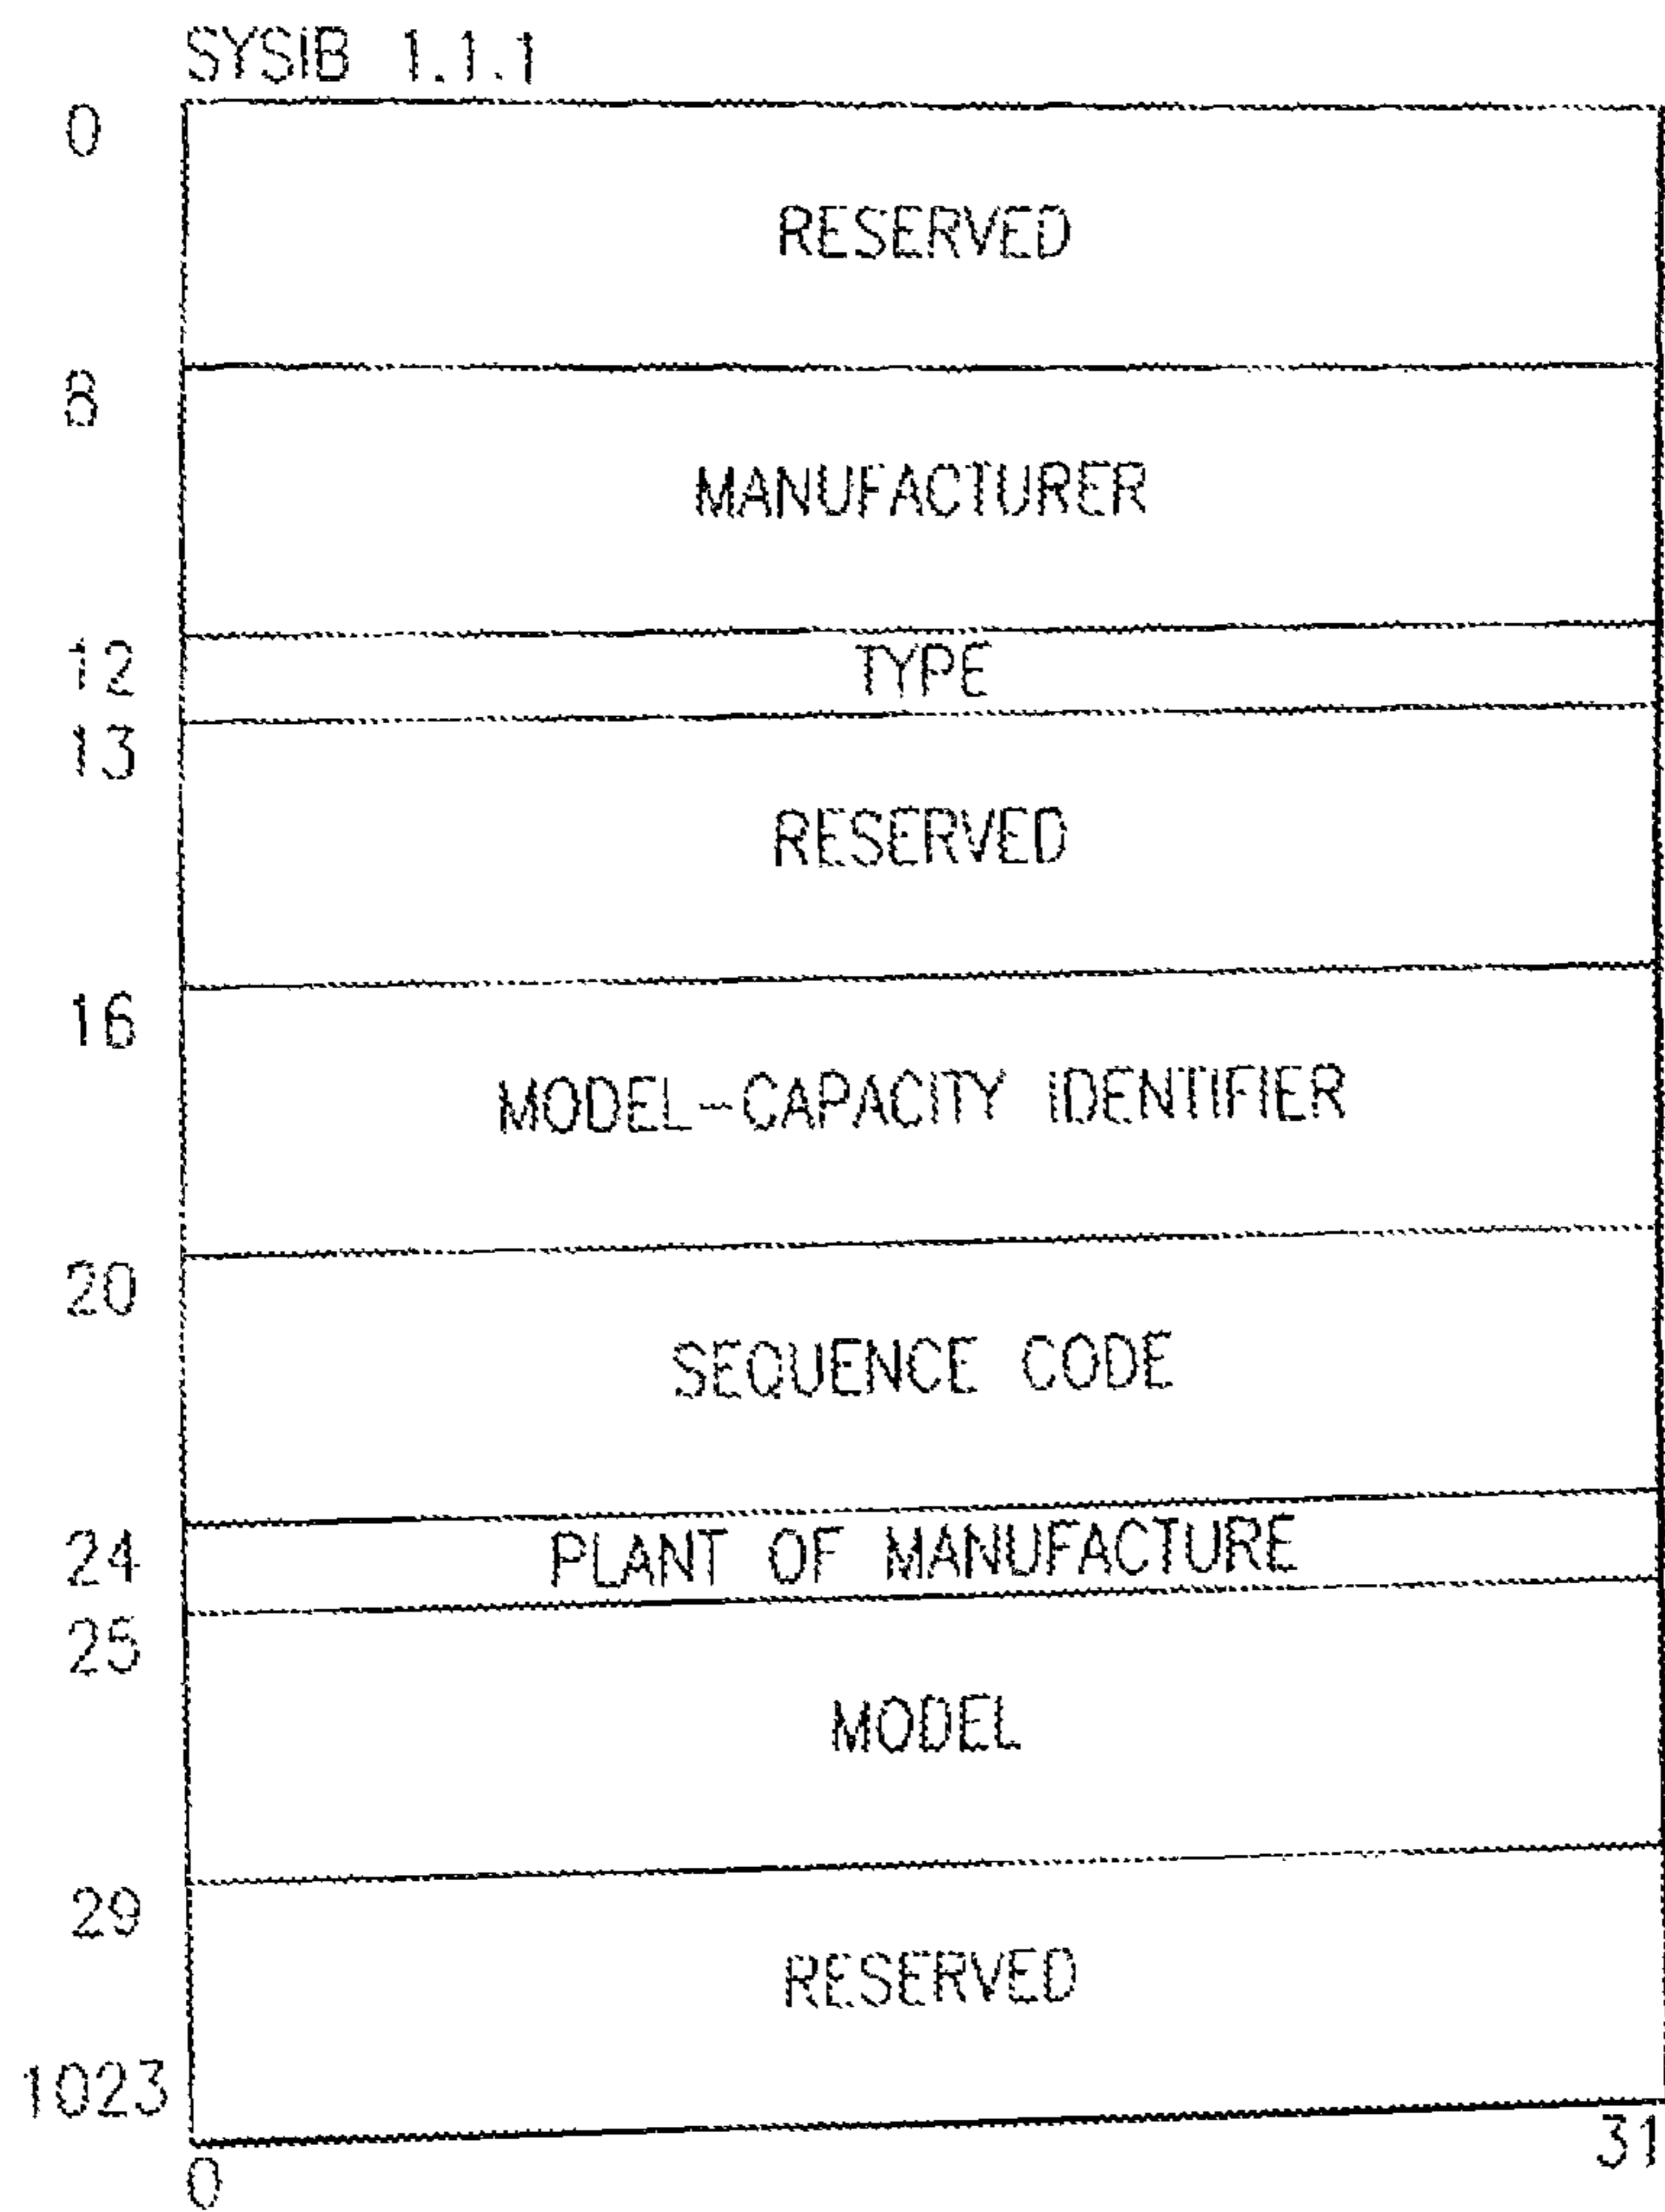 SYSIB 1.1.1
0
RESERVED
8
MANUFACTURER
12
TYPE
13
RESERVED
16
MODEL-CAPACITY IDENTIFIER
20
SEQUENCE CODE
24
PLANT OF MANUFACTURE
25
MODEL
29
RESERVED
1023
0 31